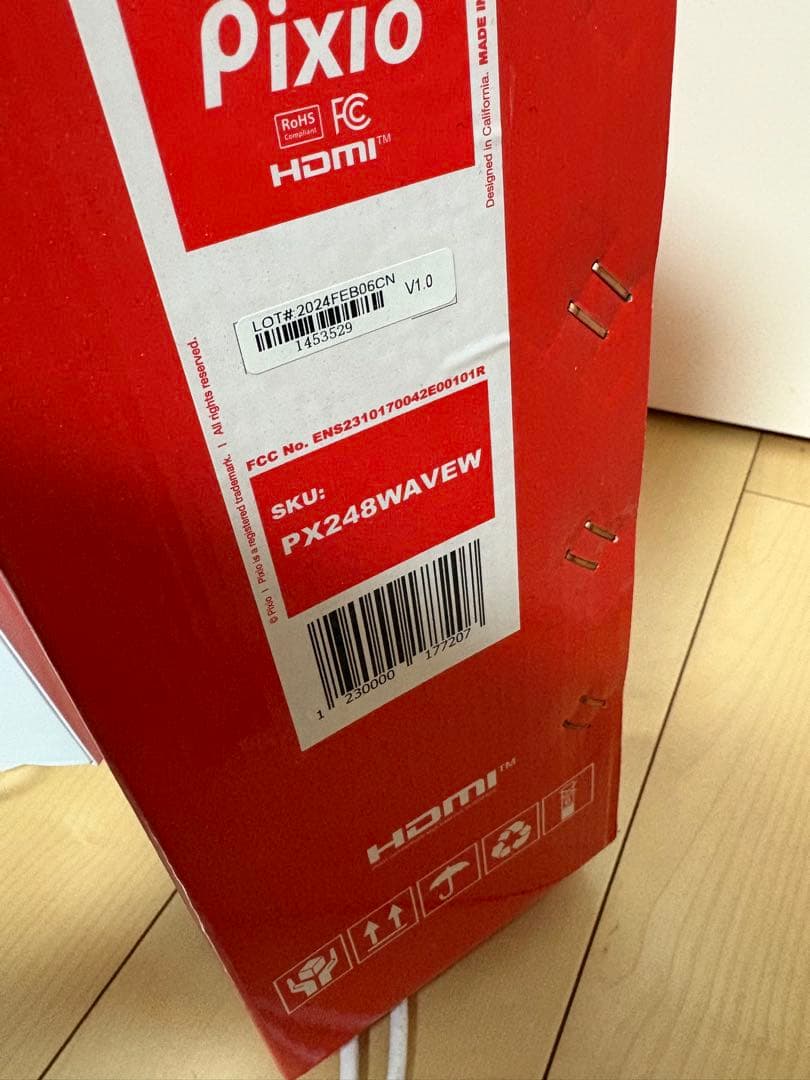 Pixio
RoHS
Compliant
FC
HDMI™
Designed in California. MADE IN
LOT#:2024FEB06CN
V1.0
1453529
FCC No. ENS2310170042E00101R
SKU:
PX248WAVEW
© Pixio | Pixio is a registered trademark. | All rights reserved.
1 230000 177207
HDMI™